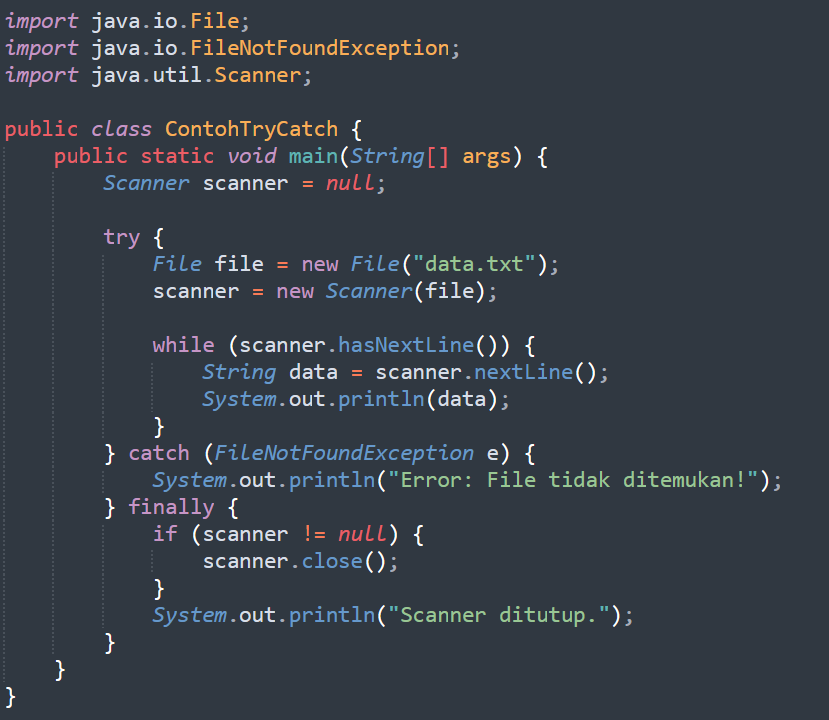 import java.io.File;
import java.io.FileNotFoundException;
import java.util.Scanner;

public class ContohTryCatch {
    public static void main(String[] args) {
        Scanner scanner = null;

        try {
            File file = new File("data.txt");
            scanner = new Scanner(file);

            while (scanner.hasNextLine()) {
                String data = scanner.nextLine();
                System.out.println(data);
            }
        } catch (FileNotFoundException e) {
            System.out.println("Error: File tidak ditemukan!");
        } finally {
            if (scanner != null) {
                scanner.close();
            }
            System.out.println("Scanner ditutup.");
        }
    }
}